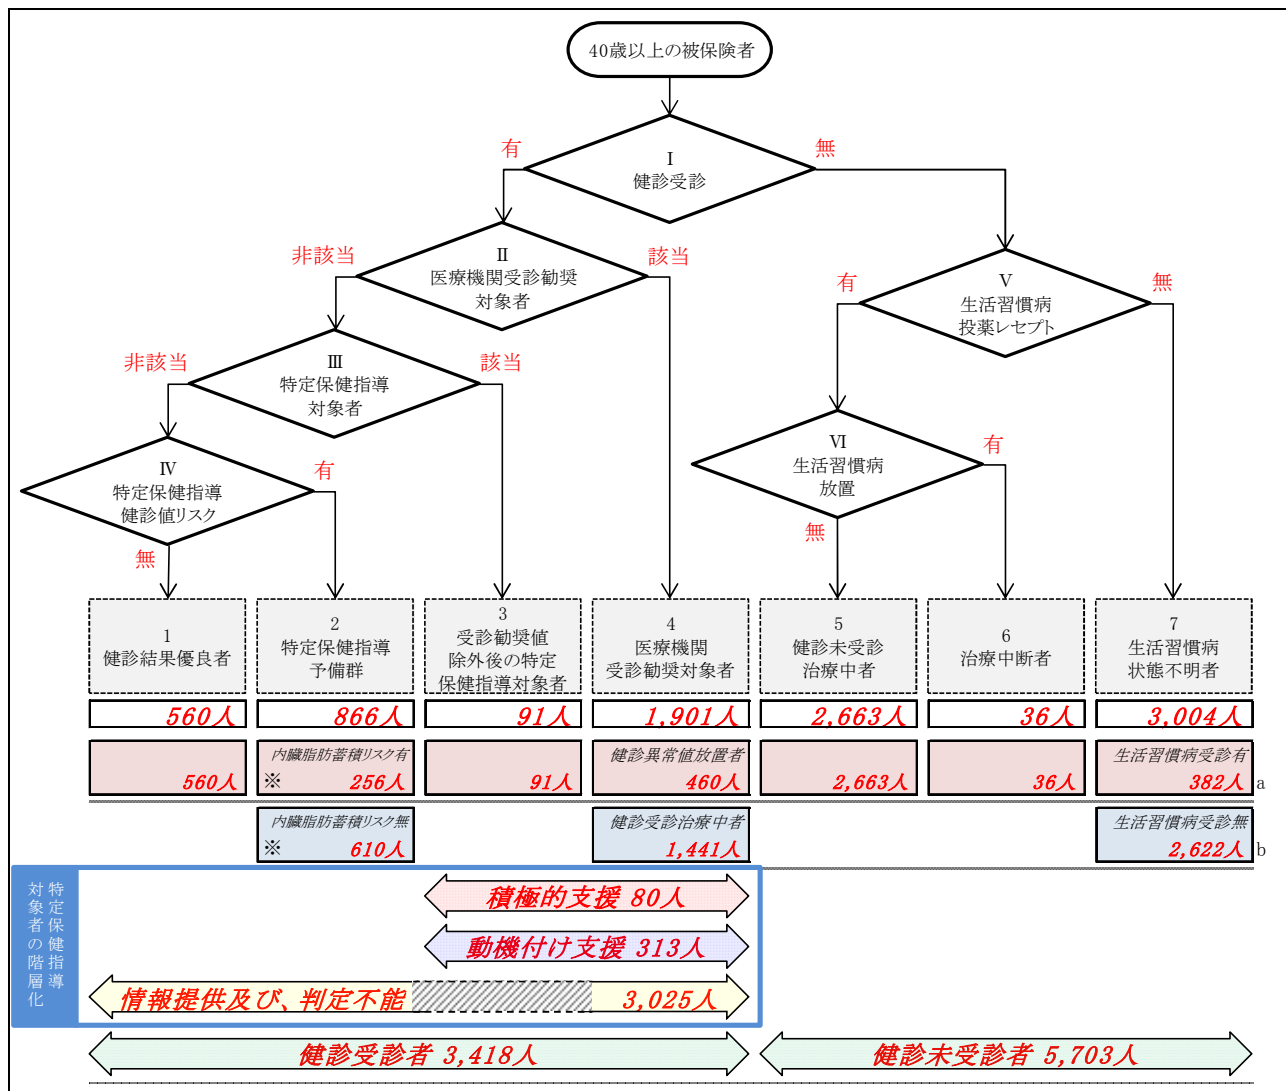 40歳以上の被保険者
有
Ⅰ
健診受診
無
非該当
Ⅱ
医療機関受診勧奨
対象者
該当
有
Ⅴ
生活習慣病
投薬レセプト
無
非該当
Ⅲ
特定保健指導
対象者
該当
Ⅳ
特定保健指導
健診値リスク
有
無
Ⅵ
生活習慣病
放置
有
無
1
健診結果優良者
2
特定保健指導
予備群
3
受診勧奨値
除外後の特定
保健指導対象者
4
医療機関
受診勧奨対象者
5
健診未受診
治療中者
6
治療中断者
7
生活習慣病
状態不明者
560人
866人
91人
1,901人
2,663人
36人
3,004人
560人
内臓脂肪蓄積リスク有
※ 256人
91人
健診異常値放置者
460人
2,663人
36人
生活習慣病受診有
382人
a
内臓脂肪蓄積リスク無
※ 610人
健診受診治療中者
1,441人
生活習慣病受診無
2,622人
b
特定保健指導
対象者の階層化
積極的支援 80人
動機付け支援 313人
情報提供及び、判定不能 3,025人
健診受診者 3,418人
健診未受診者 5,703人